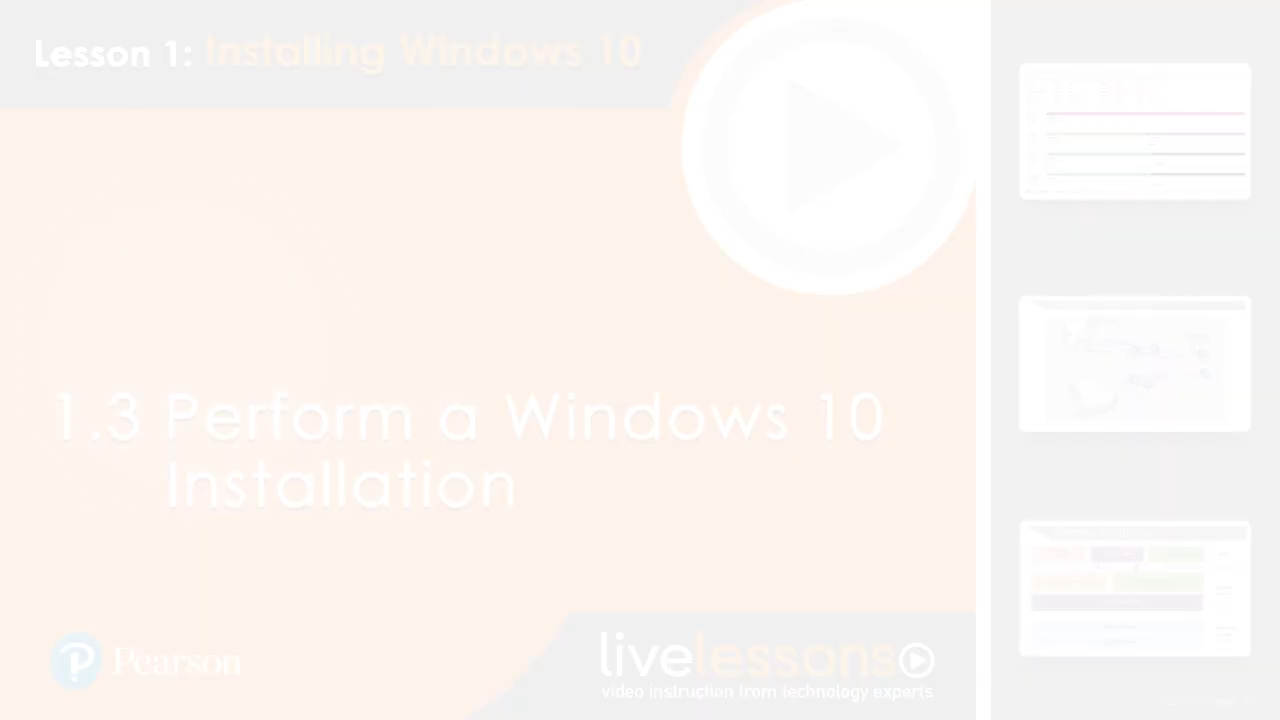 Lesson 1: Installing Windows 10
1.3 Perform a Windows 10
Installation
Pearson
livelessons
video instruction from technology experts